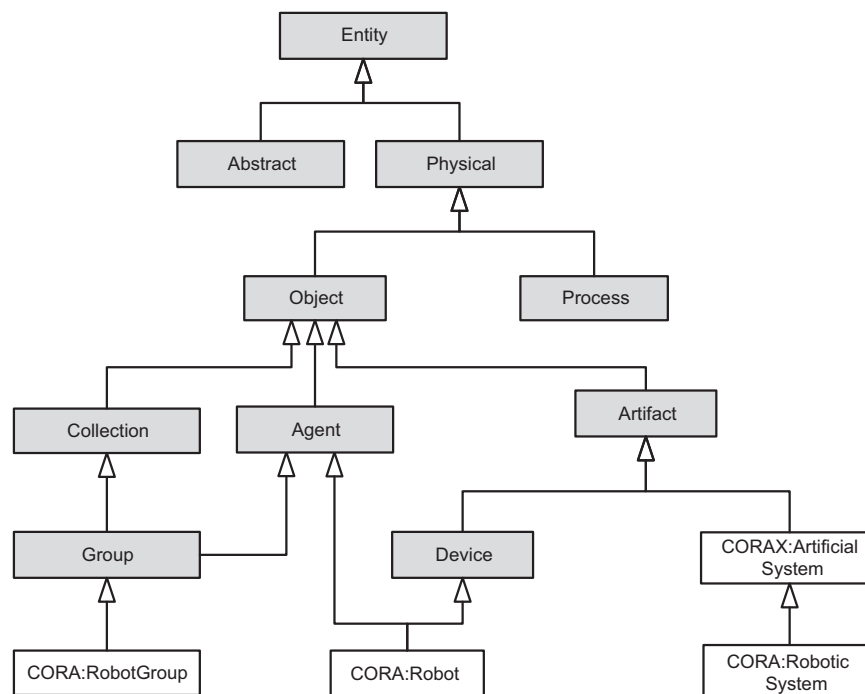 Entity
Abstract
Physical
Object
Process
Collection
Agent
Artifact
Group
Device
CORAX:Artificial
System
CORA:RobotGroup
CORA:Robot
CORA:Robotic
System